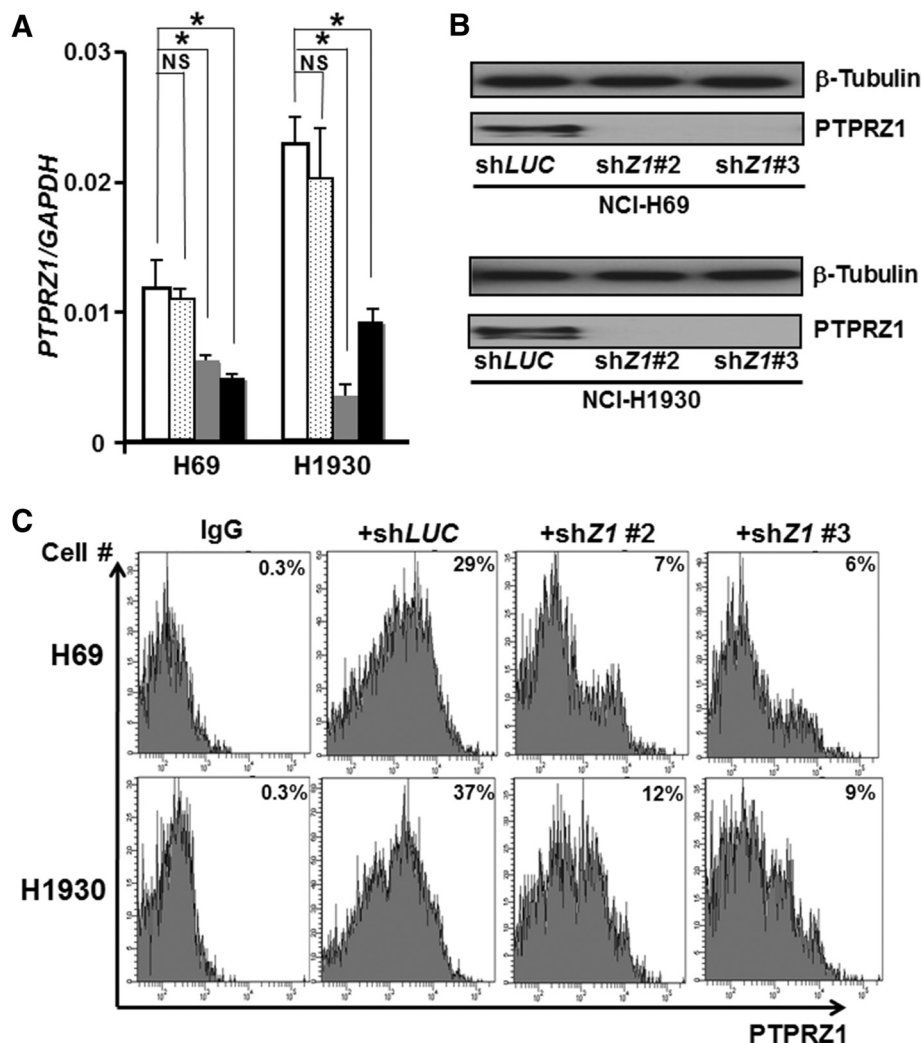 A
0.03
0.02
0.01
0
PTPRZ1/GAPDH
*
*
NS
*
*
NS
H69
H1930
B
β-Tubulin
PTPRZ1
shLUC shZ1#2 shZ1#3
NCI-H69
β-Tubulin
PTPRZ1
shLUC shZ1#2 shZ1#3
NCI-H1930
C
Cell #
IgG
+shLUC
+shZ1 #2
+shZ1 #3
H69
0.3%
29%
7%
6%
H1930
0.3%
37%
12%
9%
PTPRZ1